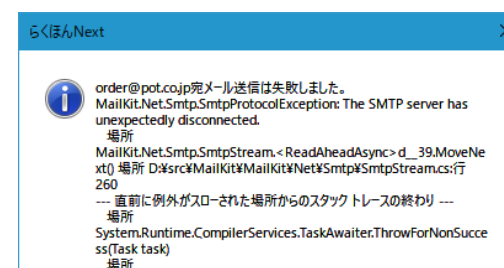 らくほんNext
order@pot.co.jp宛メール送信は失敗しました。
MailKit.Net.Smtp.SmtpProtocolException: The SMTP server has
unexpectedly disconnected.
場所
MailKit.Net.Smtp.SmtpStream.<ReadAheadAsync>d__39.MoveNe
xt() 場所 D:¥src¥MailKit¥MailKit¥Net¥Smtp¥SmtpStream.cs:行
260
--- 直前に例外がスローされた場所からのスタック トレースの終わり ---
場所
System.Runtime.CompilerServices.TaskAwaiter.ThrowForNonSucce
ss(Task task)
場所